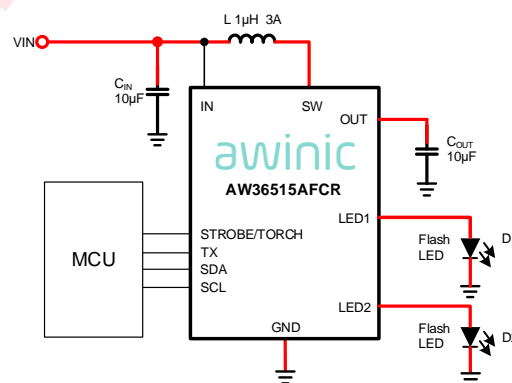 L 1µH 3A
VIN
CIN
10µF
IN
SW
OUT
awinic
AW36515AFCR
COUT
10µF
MCU
STROBE/TORCH
TX
SDA
SCL
LED1
Flash
LED
LED2
Flash
LED
GND